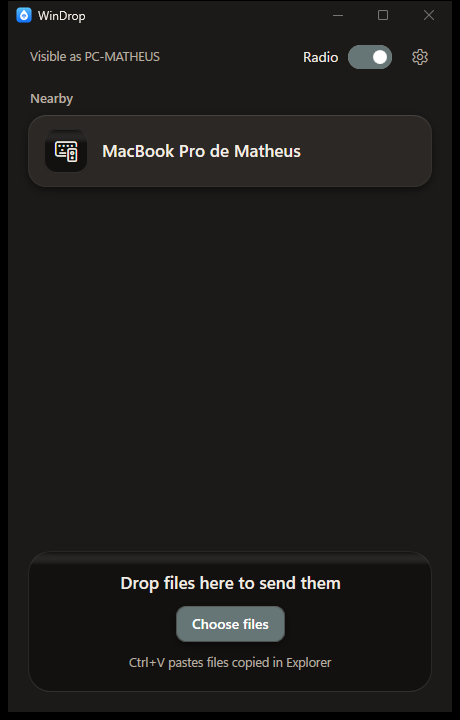 WinDrop
Visible as PC-MATHEUS
Radio
Nearby
MacBook Pro de Matheus
Drop files here to send them
Choose files
Ctrl+V pastes files copied in Explorer